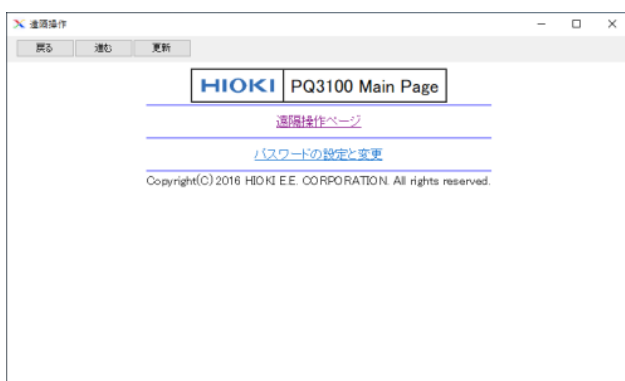 遠隔操作
戻る 進む 更新
HIOKI PQ3100 Main Page
遠隔操作ページ
パスワードの設定と変更
Copyright(C) 2016 HIOKI E.E. CORPORATION. All rights reserved.